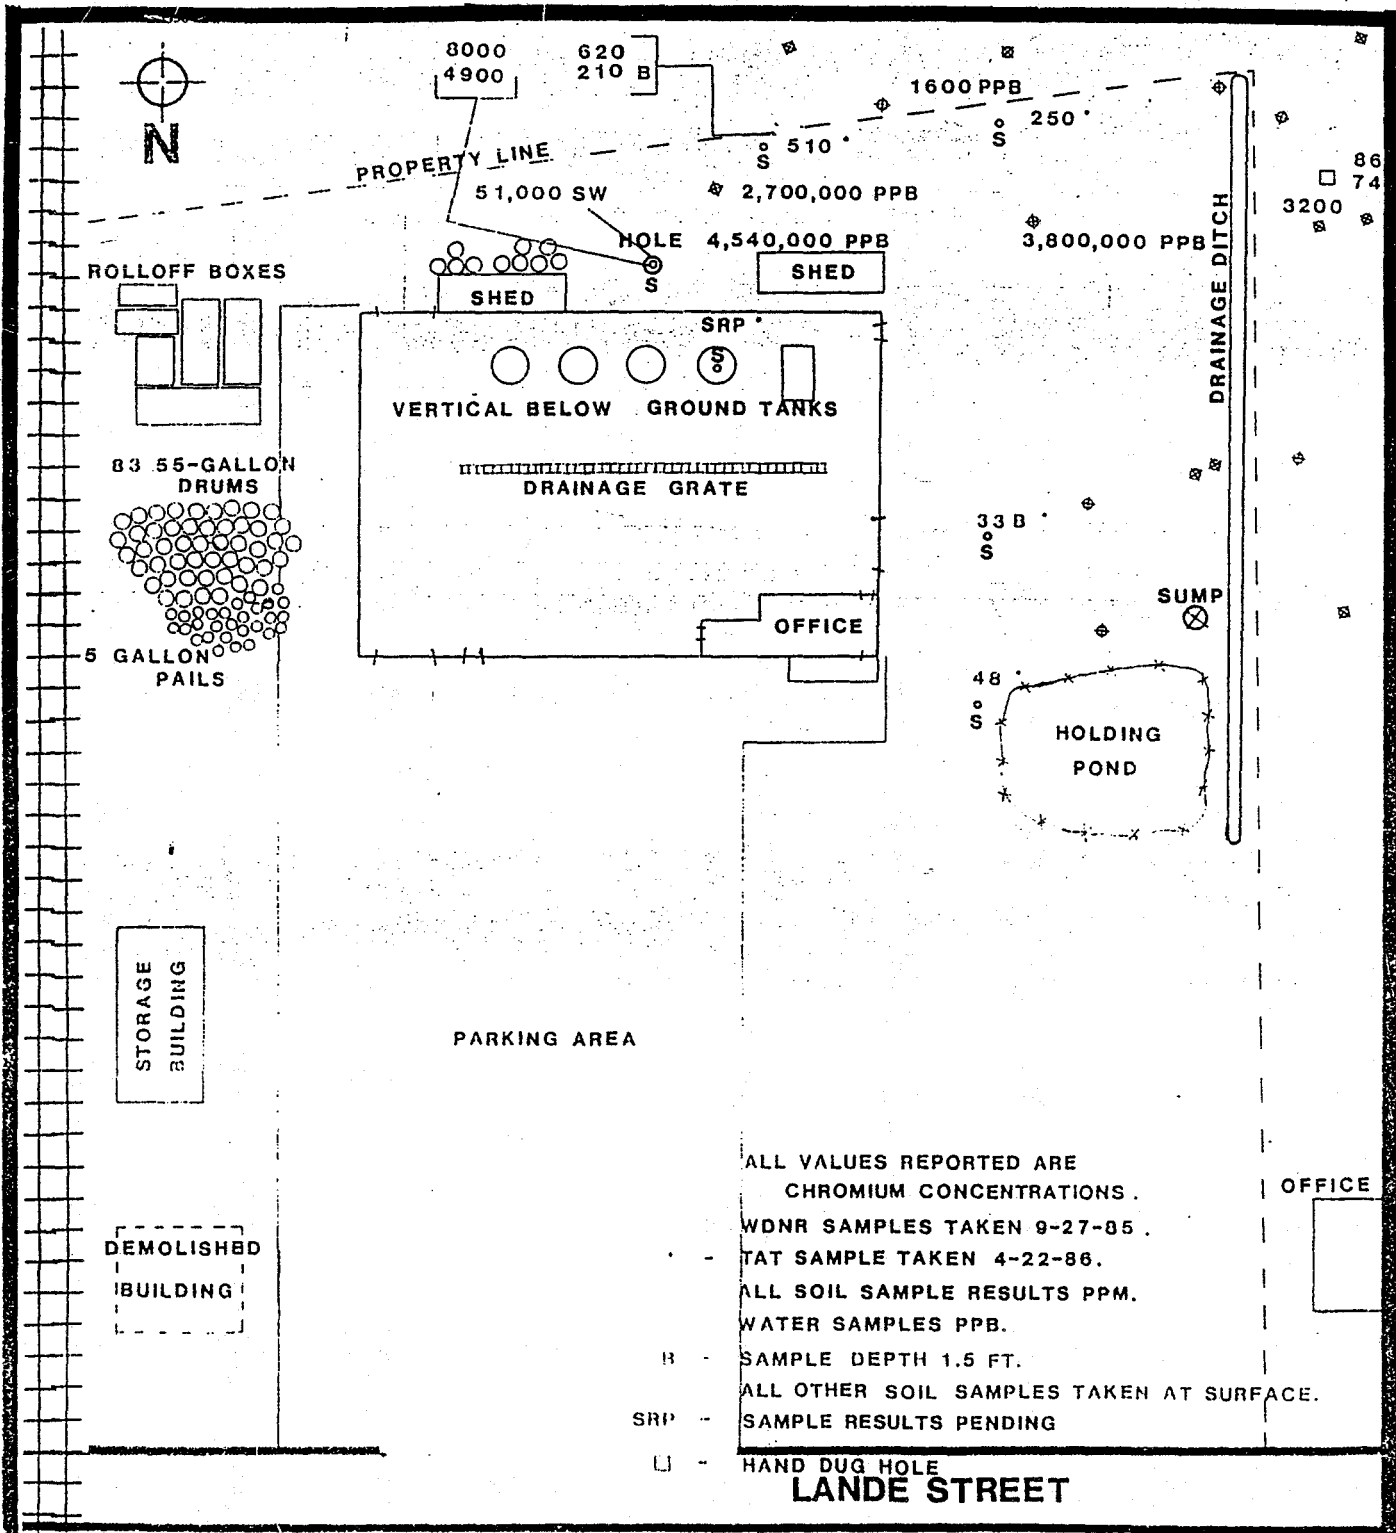 8000
4900
620
210 B
N
1600 PPB
250
S
510
S
PROPERTY LINE
86
74
3200
51,000 SW
2,700,000 PPB
HOLE
4,540,000 PPB
3,800,000 PPB
S
SHED
SHED
DRAINAGE DITCH
ROLLOFF BOXES
SRP
S
VERTICAL BELOW GROUND TANKS
83 55-GALLON
DRUMS
DRAINAGE GRATE
33 B
S
SUMP
OFFICE
5 GALLON
PAILS
48
S
HOLDING
POND
STORAGE
BUILDING
PARKING AREA
ALL VALUES REPORTED ARE
CHROMIUM CONCENTRATIONS.
OFFICE
WDNR SAMPLES TAKEN 9-27-85.
- TAT SAMPLE TAKEN 4-22-86.
DEMOLISHED
BUILDING
ALL SOIL SAMPLE RESULTS PPM.
WATER SAMPLES PPB.
B - SAMPLE DEPTH 1.5 FT.
ALL OTHER SOIL SAMPLES TAKEN AT SURFACE.
SRP - SAMPLE RESULTS PENDING
- HAND DUG HOLE
LANDE STREET